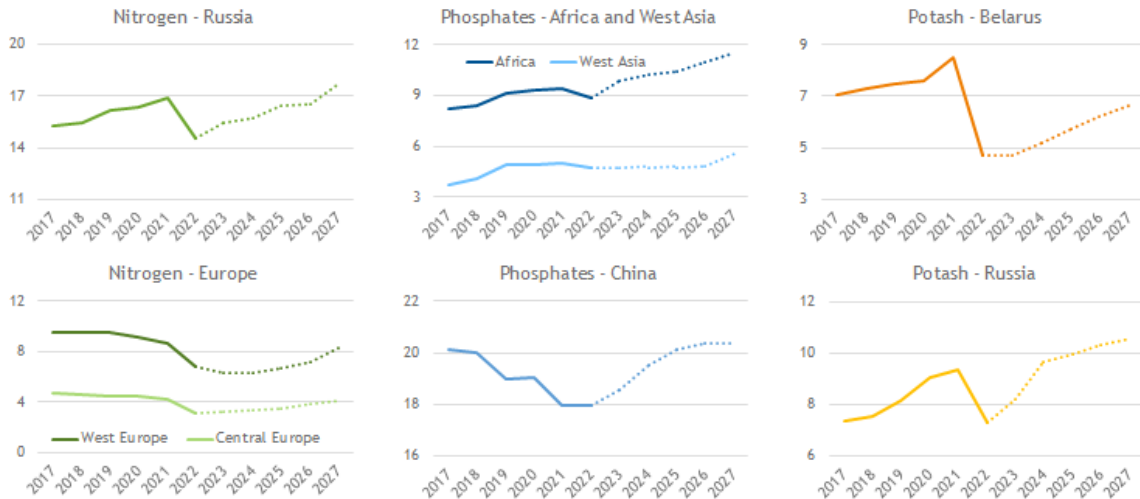 Nitrogen - Russia
20
17
14
11
2017 2018 2019 2020 2021 2022 2023 2024 2025 2026 2027
Phosphates - Africa and West Asia
12
Africa West Asia
9
6
3
2017 2018 2019 2020 2021 2022 2023 2024 2025 2026 2027
Potash - Belarus
9
7
5
3
2017 2018 2019 2020 2021 2022 2023 2024 2025 2026 2027
Nitrogen - Europe
12
8
4
West Europe Central Europe
0
2017 2018 2019 2020 2021 2022 2023 2024 2025 2026 2027
Phosphates - China
22
20
18
16
2017 2018 2019 2020 2021 2022 2023 2024 2025 2026 2027
Potash - Russia
12
10
8
6
2017 2018 2019 2020 2021 2022 2023 2024 2025 2026 2027